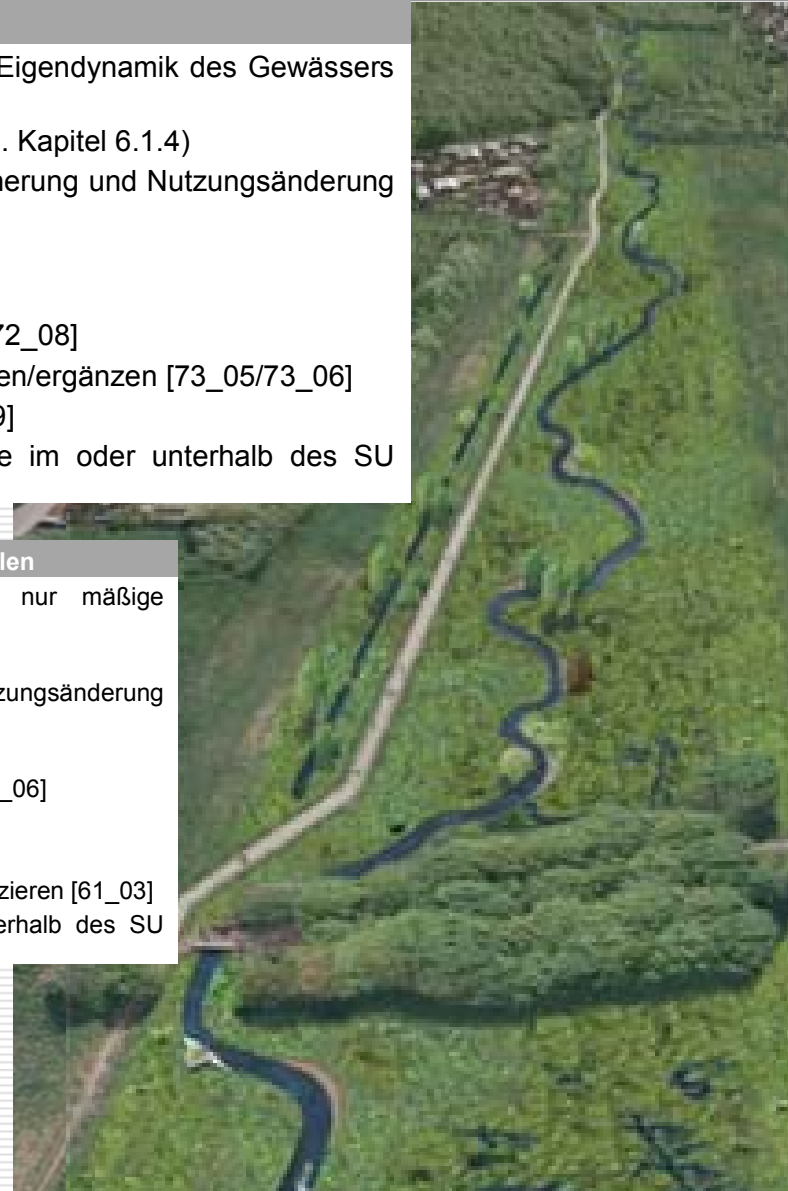 Eigendynamik des Gewässers
. Kapitel 6.1.4)
nerung und Nutzungsänderung
72_08]
en/ergänzen [73_05/73_06]
9]
e im oder unterhalb des SU
len
nur mäßige
zungsänderung
_06]
zieren [61_03]
erhalb des SU